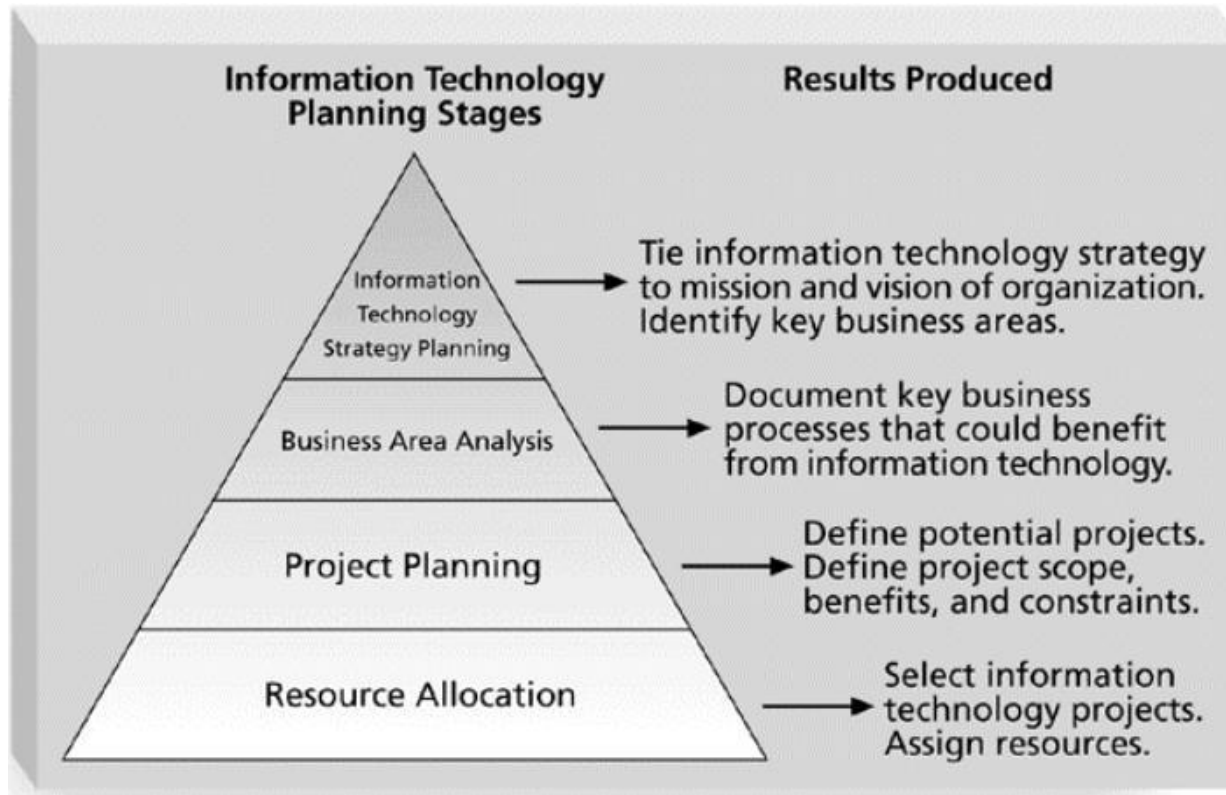 Information Technology
Planning Stages
Results Produced
Information
Technology
Strategy Planning
Tie information technology strategy
to mission and vision of organization.
Identify key business areas.
Business Area Analysis
Document key business
processes that could benefit
from information technology.
Project Planning
Define potential projects.
Define project scope,
benefits, and constraints.
Resource Allocation
Select information
technology projects.
Assign resources.